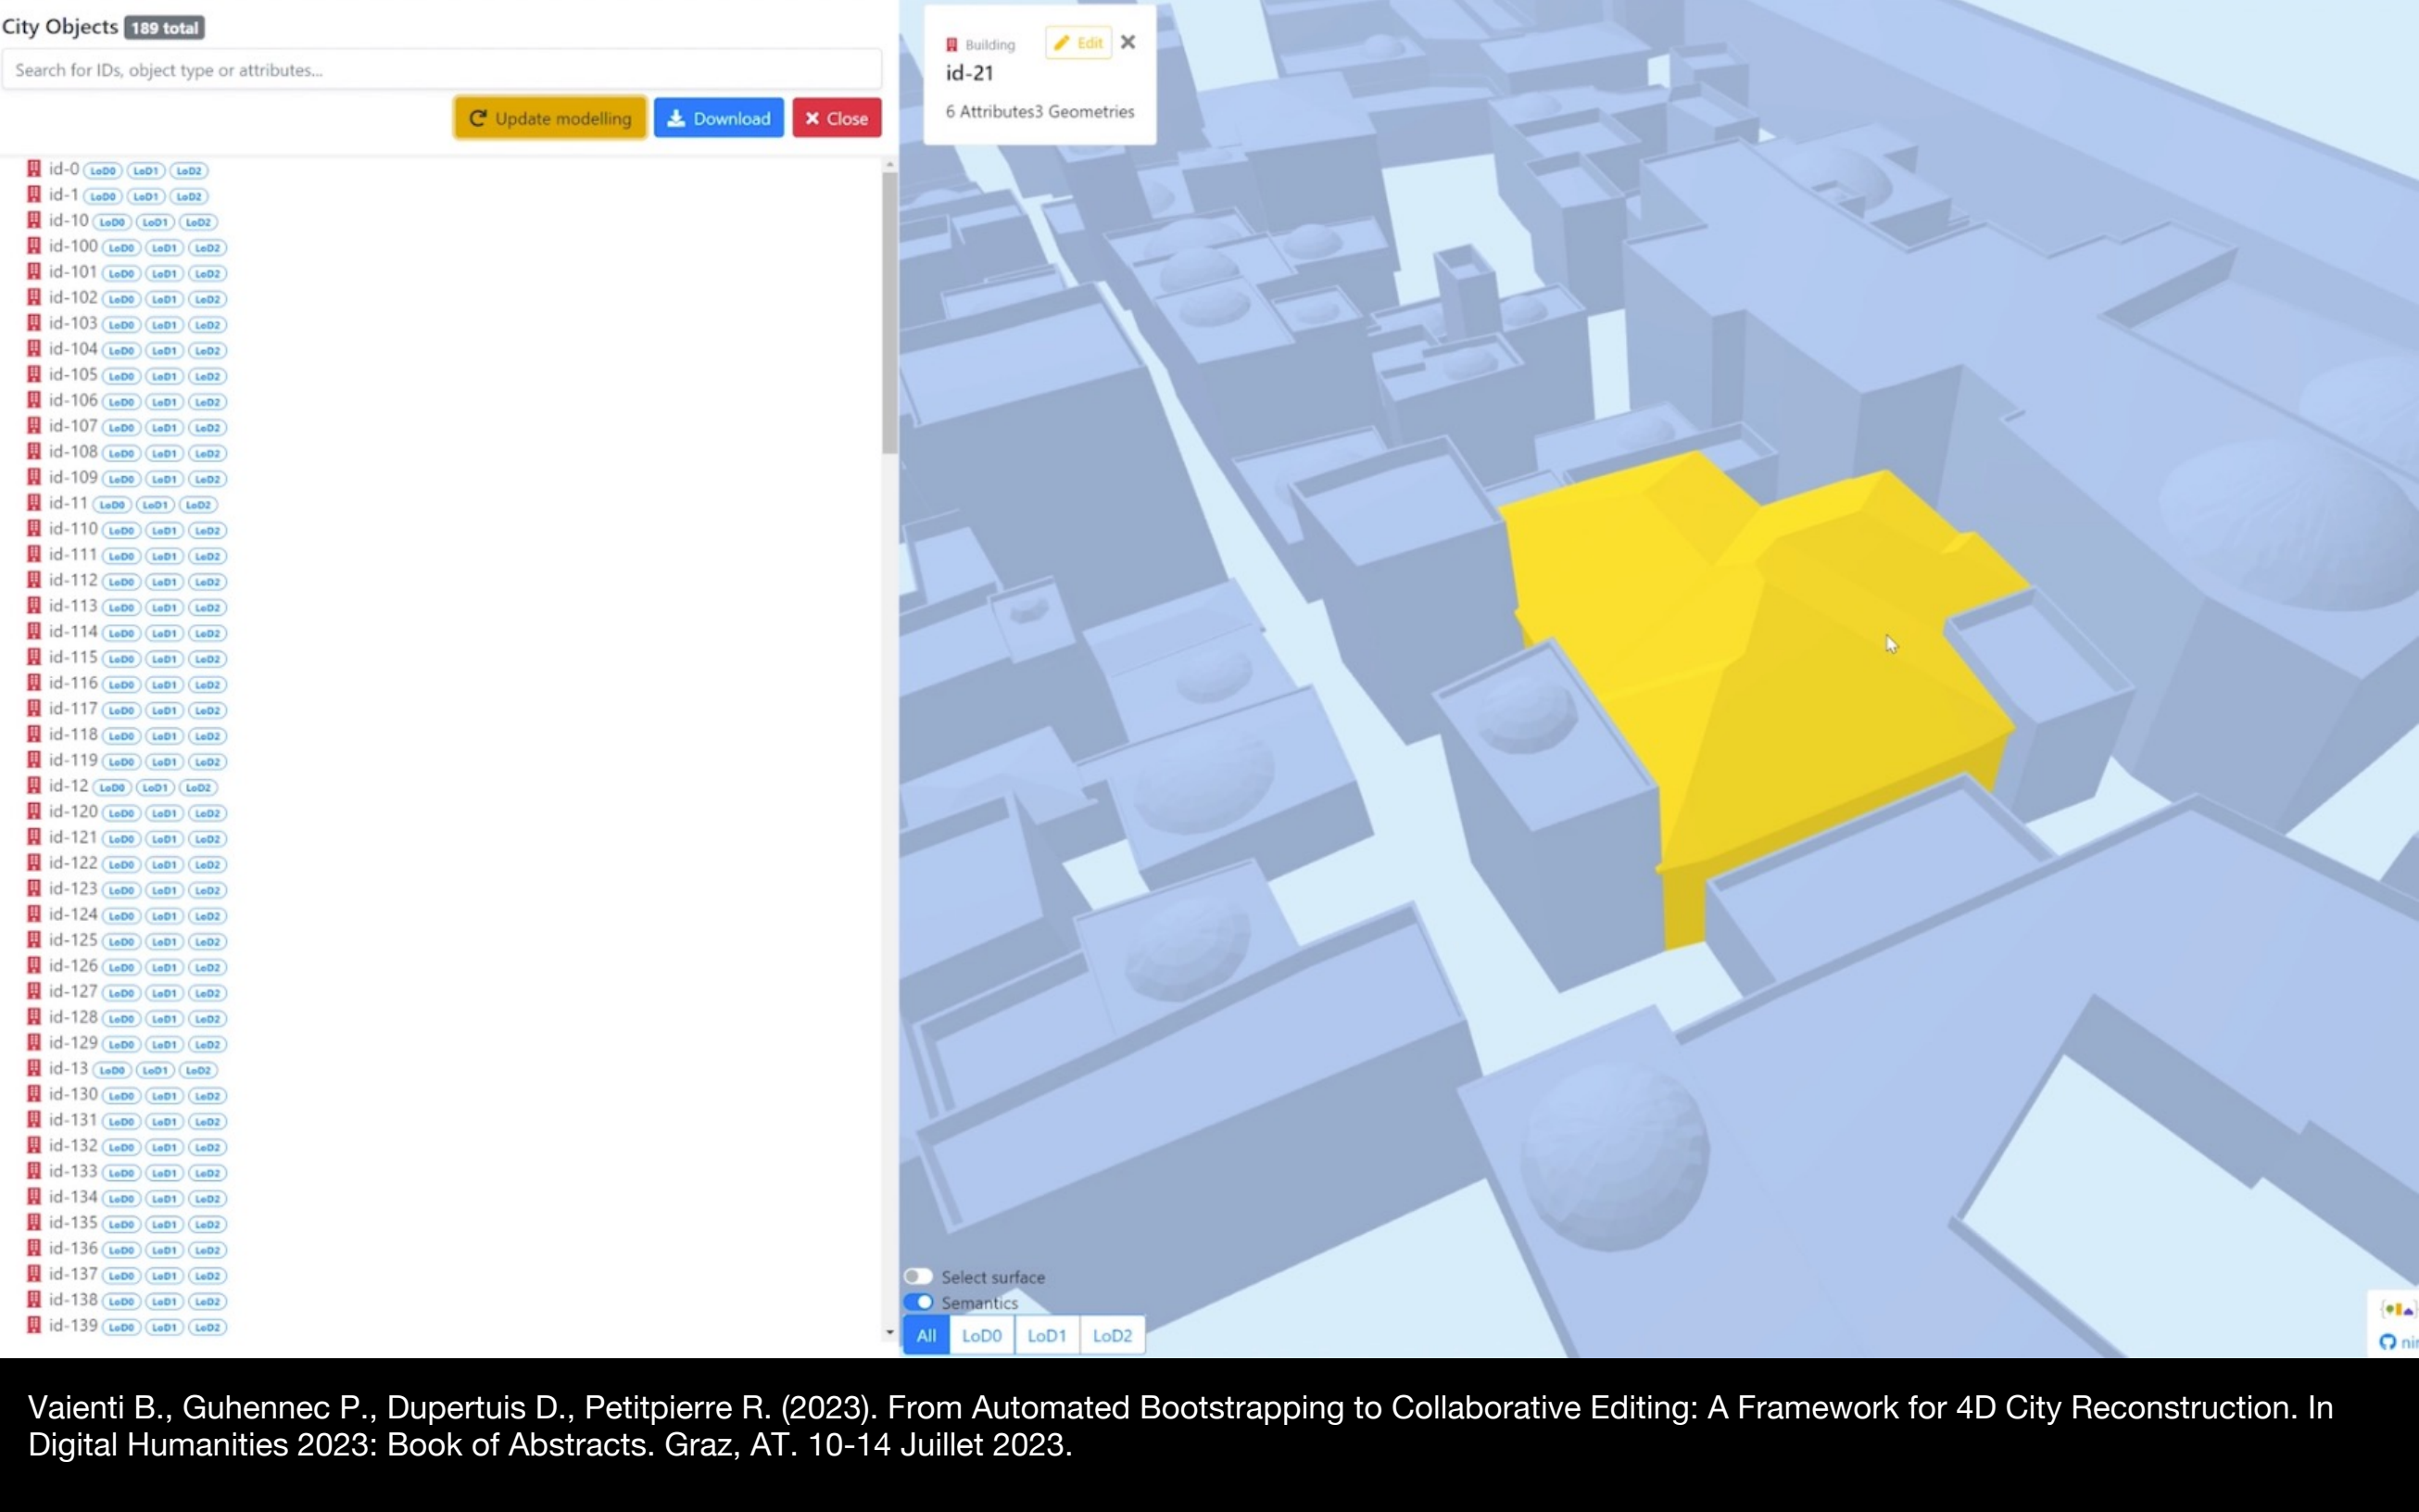 City Objects 189 total
Search for IDs, object type or attributes...
Update modelling Download Close
id-0 LoD0 LoD1 LoD2
id-1 LoD0 LoD1 LoD2
id-10 LoD0 LoD1 LoD2
id-100 LoD0 LoD1 LoD2
id-101 LoD0 LoD1 LoD2
id-102 LoD0 LoD1 LoD2
id-103 LoD0 LoD1 LoD2
id-104 LoD0 LoD1 LoD2
id-105 LoD0 LoD1 LoD2
id-106 LoD0 LoD1 LoD2
id-107 LoD0 LoD1 LoD2
id-108 LoD0 LoD1 LoD2
id-109 LoD0 LoD1 LoD2
id-11 LoD0 LoD1 LoD2
id-110 LoD0 LoD1 LoD2
id-111 LoD0 LoD1 LoD2
id-112 LoD0 LoD1 LoD2
id-113 LoD0 LoD1 LoD2
id-114 LoD0 LoD1 LoD2
id-115 LoD0 LoD1 LoD2
id-116 LoD0 LoD1 LoD2
id-117 LoD0 LoD1 LoD2
id-118 LoD0 LoD1 LoD2
id-119 LoD0 LoD1 LoD2
id-12 LoD0 LoD1 LoD2
id-120 LoD0 LoD1 LoD2
id-121 LoD0 LoD1 LoD2
id-122 LoD0 LoD1 LoD2
id-123 LoD0 LoD1 LoD2
id-124 LoD0 LoD1 LoD2
id-125 LoD0 LoD1 LoD2
id-126 LoD0 LoD1 LoD2
id-127 LoD0 LoD1 LoD2
id-128 LoD0 LoD1 LoD2
id-129 LoD0 LoD1 LoD2
id-13 LoD0 LoD1 LoD2
id-130 LoD0 LoD1 LoD2
id-131 LoD0 LoD1 LoD2
id-132 LoD0 LoD1 LoD2
id-133 LoD0 LoD1 LoD2
id-134 LoD0 LoD1 LoD2
id-135 LoD0 LoD1 LoD2
id-136 LoD0 LoD1 LoD2
id-137 LoD0 LoD1 LoD2
id-138 LoD0 LoD1 LoD2
id-139 LoD0 LoD1 LoD2
Building Edit
id-21
6 Attributes3 Geometries
Select surface
Semantics
All LoD0 LoD1 LoD2
Vaienti B., Guhennec P., Dupertuis D., Petitpierre R. (2023). From Automated Bootstrapping to Collaborative Editing: A Framework for 4D City Reconstruction. In
Digital Humanities 2023: Book of Abstracts. Graz, AT. 10-14 Juillet 2023.